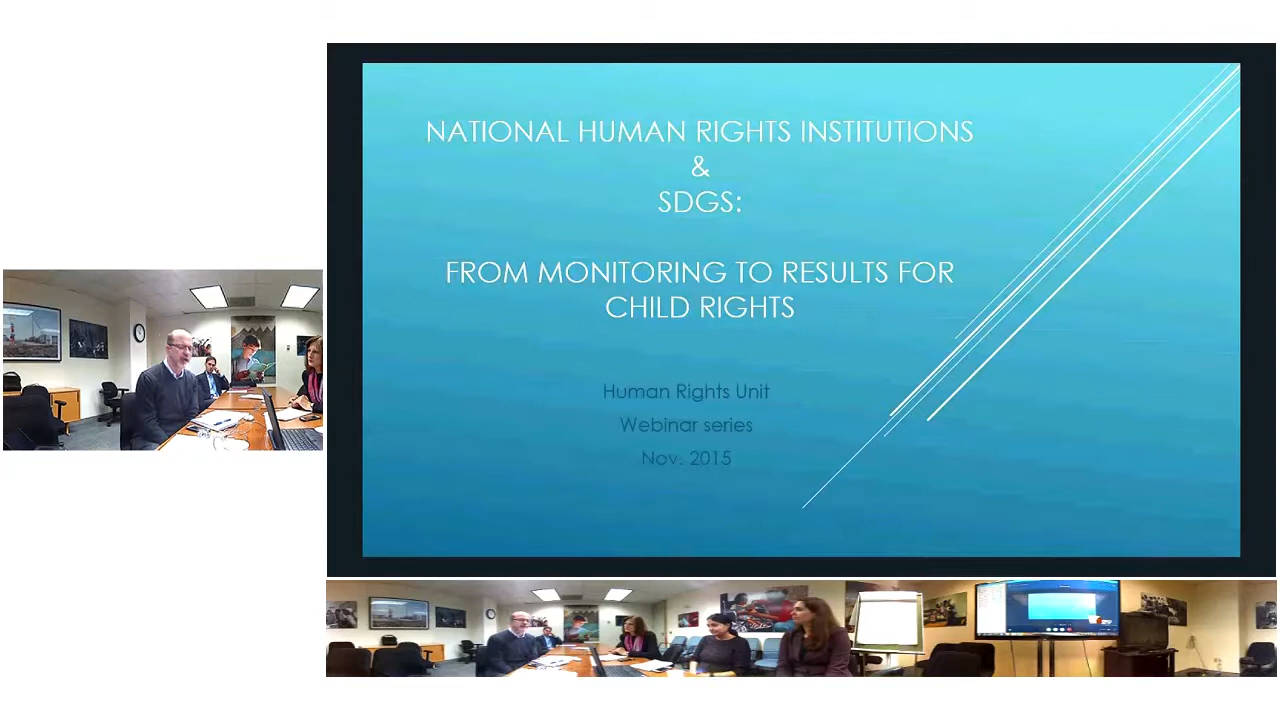 NATIONAL HUMAN RIGHTS INSTITUTIONS
&
SDGS:
FROM MONITORING TO RESULTS FOR
CHILD RIGHTS
Human Rights Unit
Webinar series
Nov. 2015